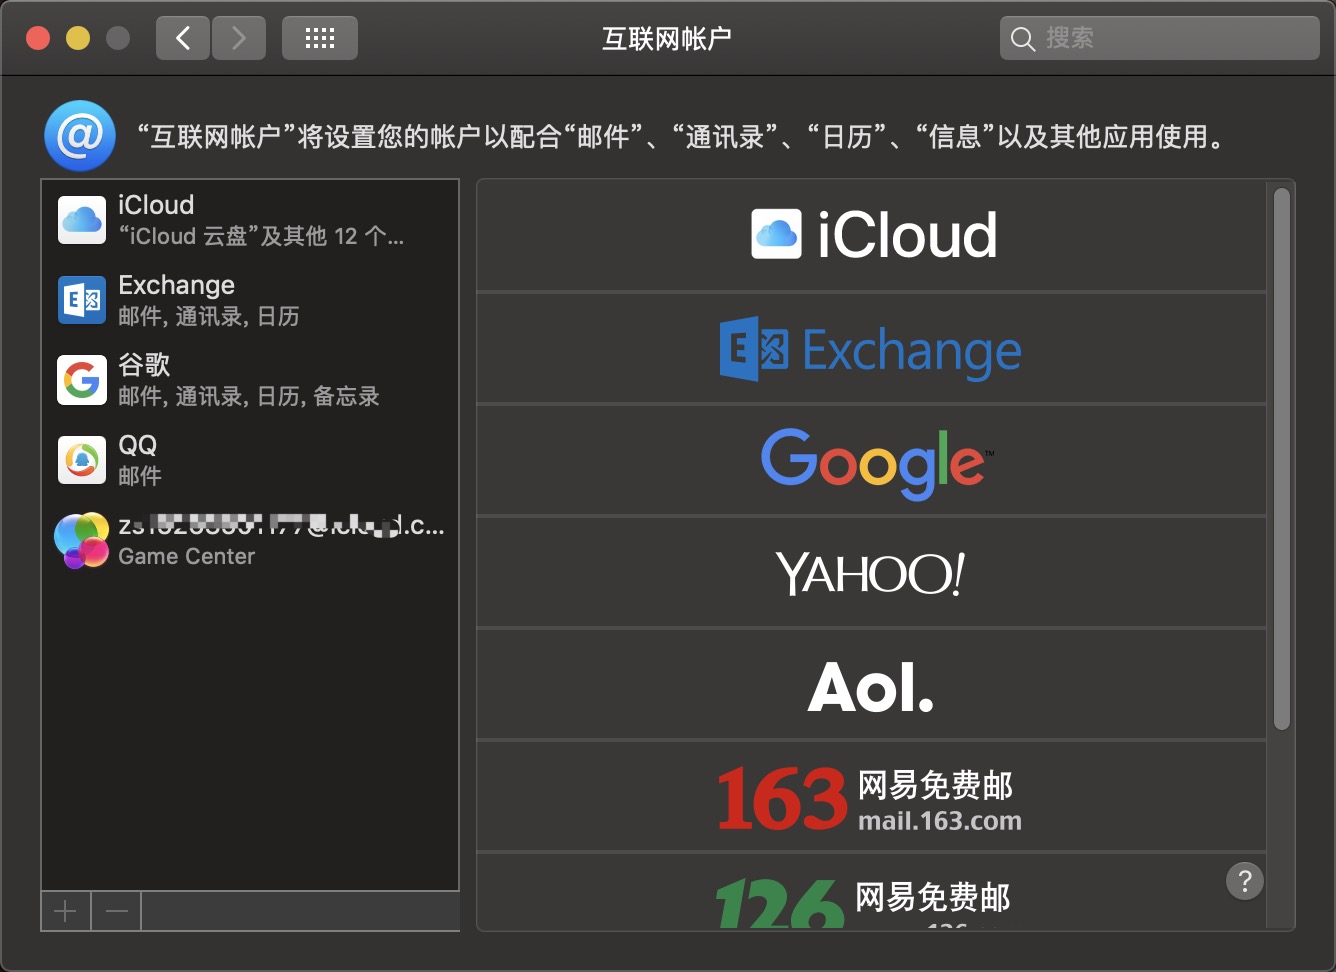 互联网帐户
搜索
“互联网帐户”将设置您的帐户以配合“邮件”、“通讯录”、“日历”、“信息”以及其他应用使用。
iCloud
“iCloud 云盘”及其他 12 个...
Exchange
邮件, 通讯录, 日历
谷歌
邮件, 通讯录, 日历, 备忘录
QQ
邮件
Game Center
iCloud
Exchange
Google™
YAHOO!
Aol.
163 网易免费邮
mail.163.com
126 网易免费邮
?